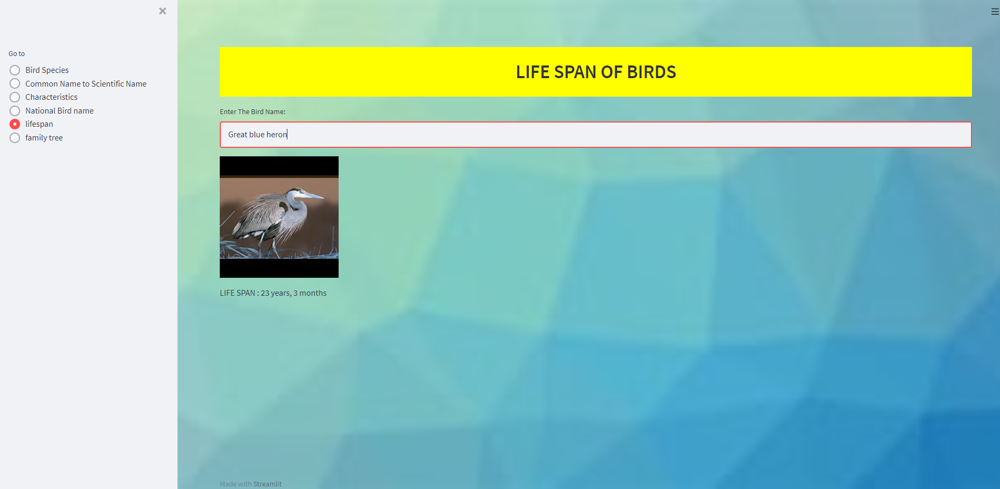 Go to
Bird Species
Common Name to Scientific Name
Characteristics
National Bird name
lifespan
family tree
LIFE SPAN OF BIRDS
Enter The Bird Name:
Great blue heron
LIFE SPAN : 23 years, 3 months
Made with Streamlit